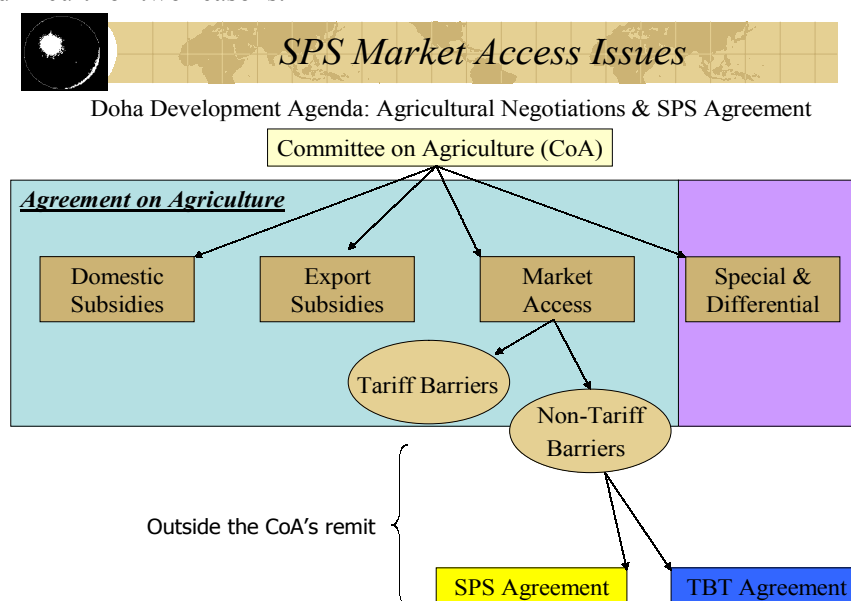 SPS Market Access Issues
Doha Development Agenda: Agricultural Negotiations & SPS Agreement
Committee on Agriculture (CoA)
Agreement on Agriculture
Domestic
Subsidies
Export
Subsidies
Market
Access
Special &
Differential
Tariff Barriers
Non-Tariff
Barriers
Outside the CoA's remit
SPS Agreement
TBT Agreement